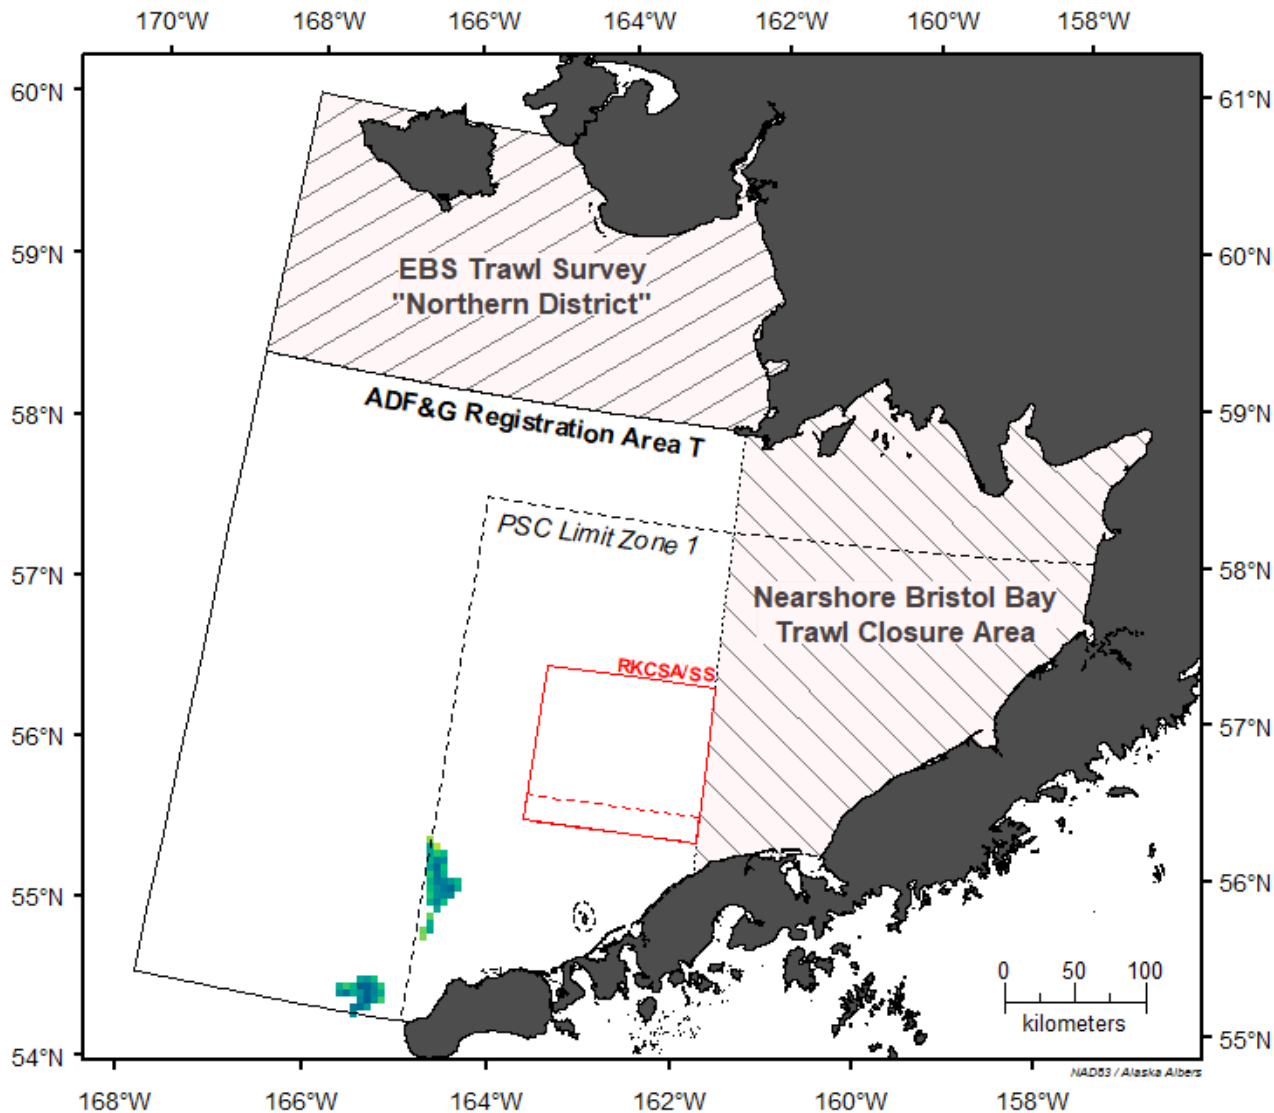 170°W 168°W 166°W 164°W 162°W 160°W 158°W
60°N
61°N
59°N
60°N
EBS Trawl Survey
"Northern District"
58°N
59°N
ADF&G Registration Area T
PSC Limit Zone 1
57°N
58°N
Nearshore Bristol Bay
Trawl Closure Area
RKCSA/SS
56°N
57°N
55°N
56°N
0 50 100
kilometers
54°N
55°N
NAD83 / Alaska Albers
168°W 166°W 164°W 162°W 160°W 158°W